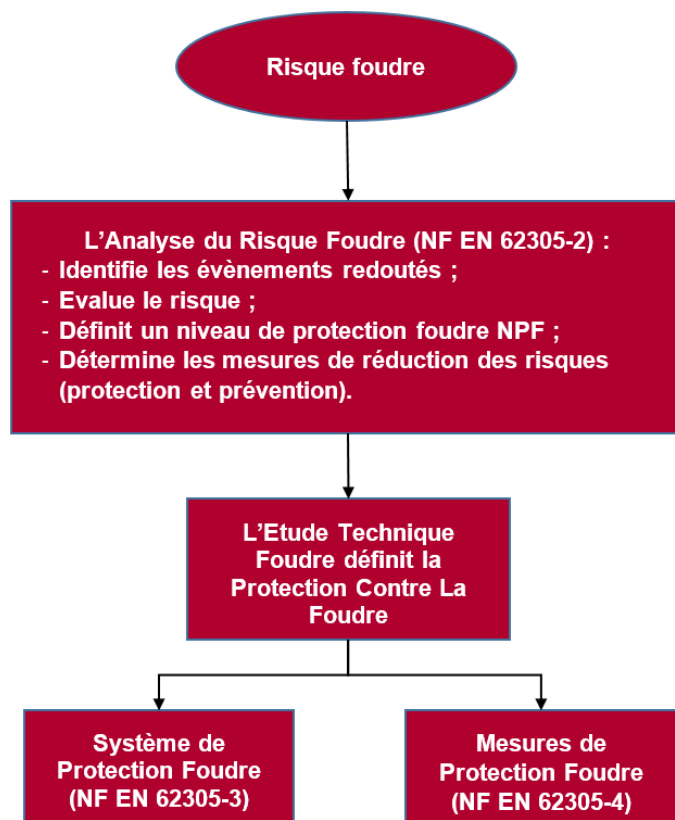 Risque foudre
L'Analyse du Risque Foudre (NF EN 62305-2) :
- Identifie les évènements redoutés ;
- Evalue le risque ;
- Définit un niveau de protection foudre NPF ;
- Détermine les mesures de réduction des risques
(protection et prévention).
L'Etude Technique
Foudre définit la
Protection Contre La
Foudre
Système de
Protection Foudre
(NF EN 62305-3)
Mesures de
Protection Foudre
(NF EN 62305-4)